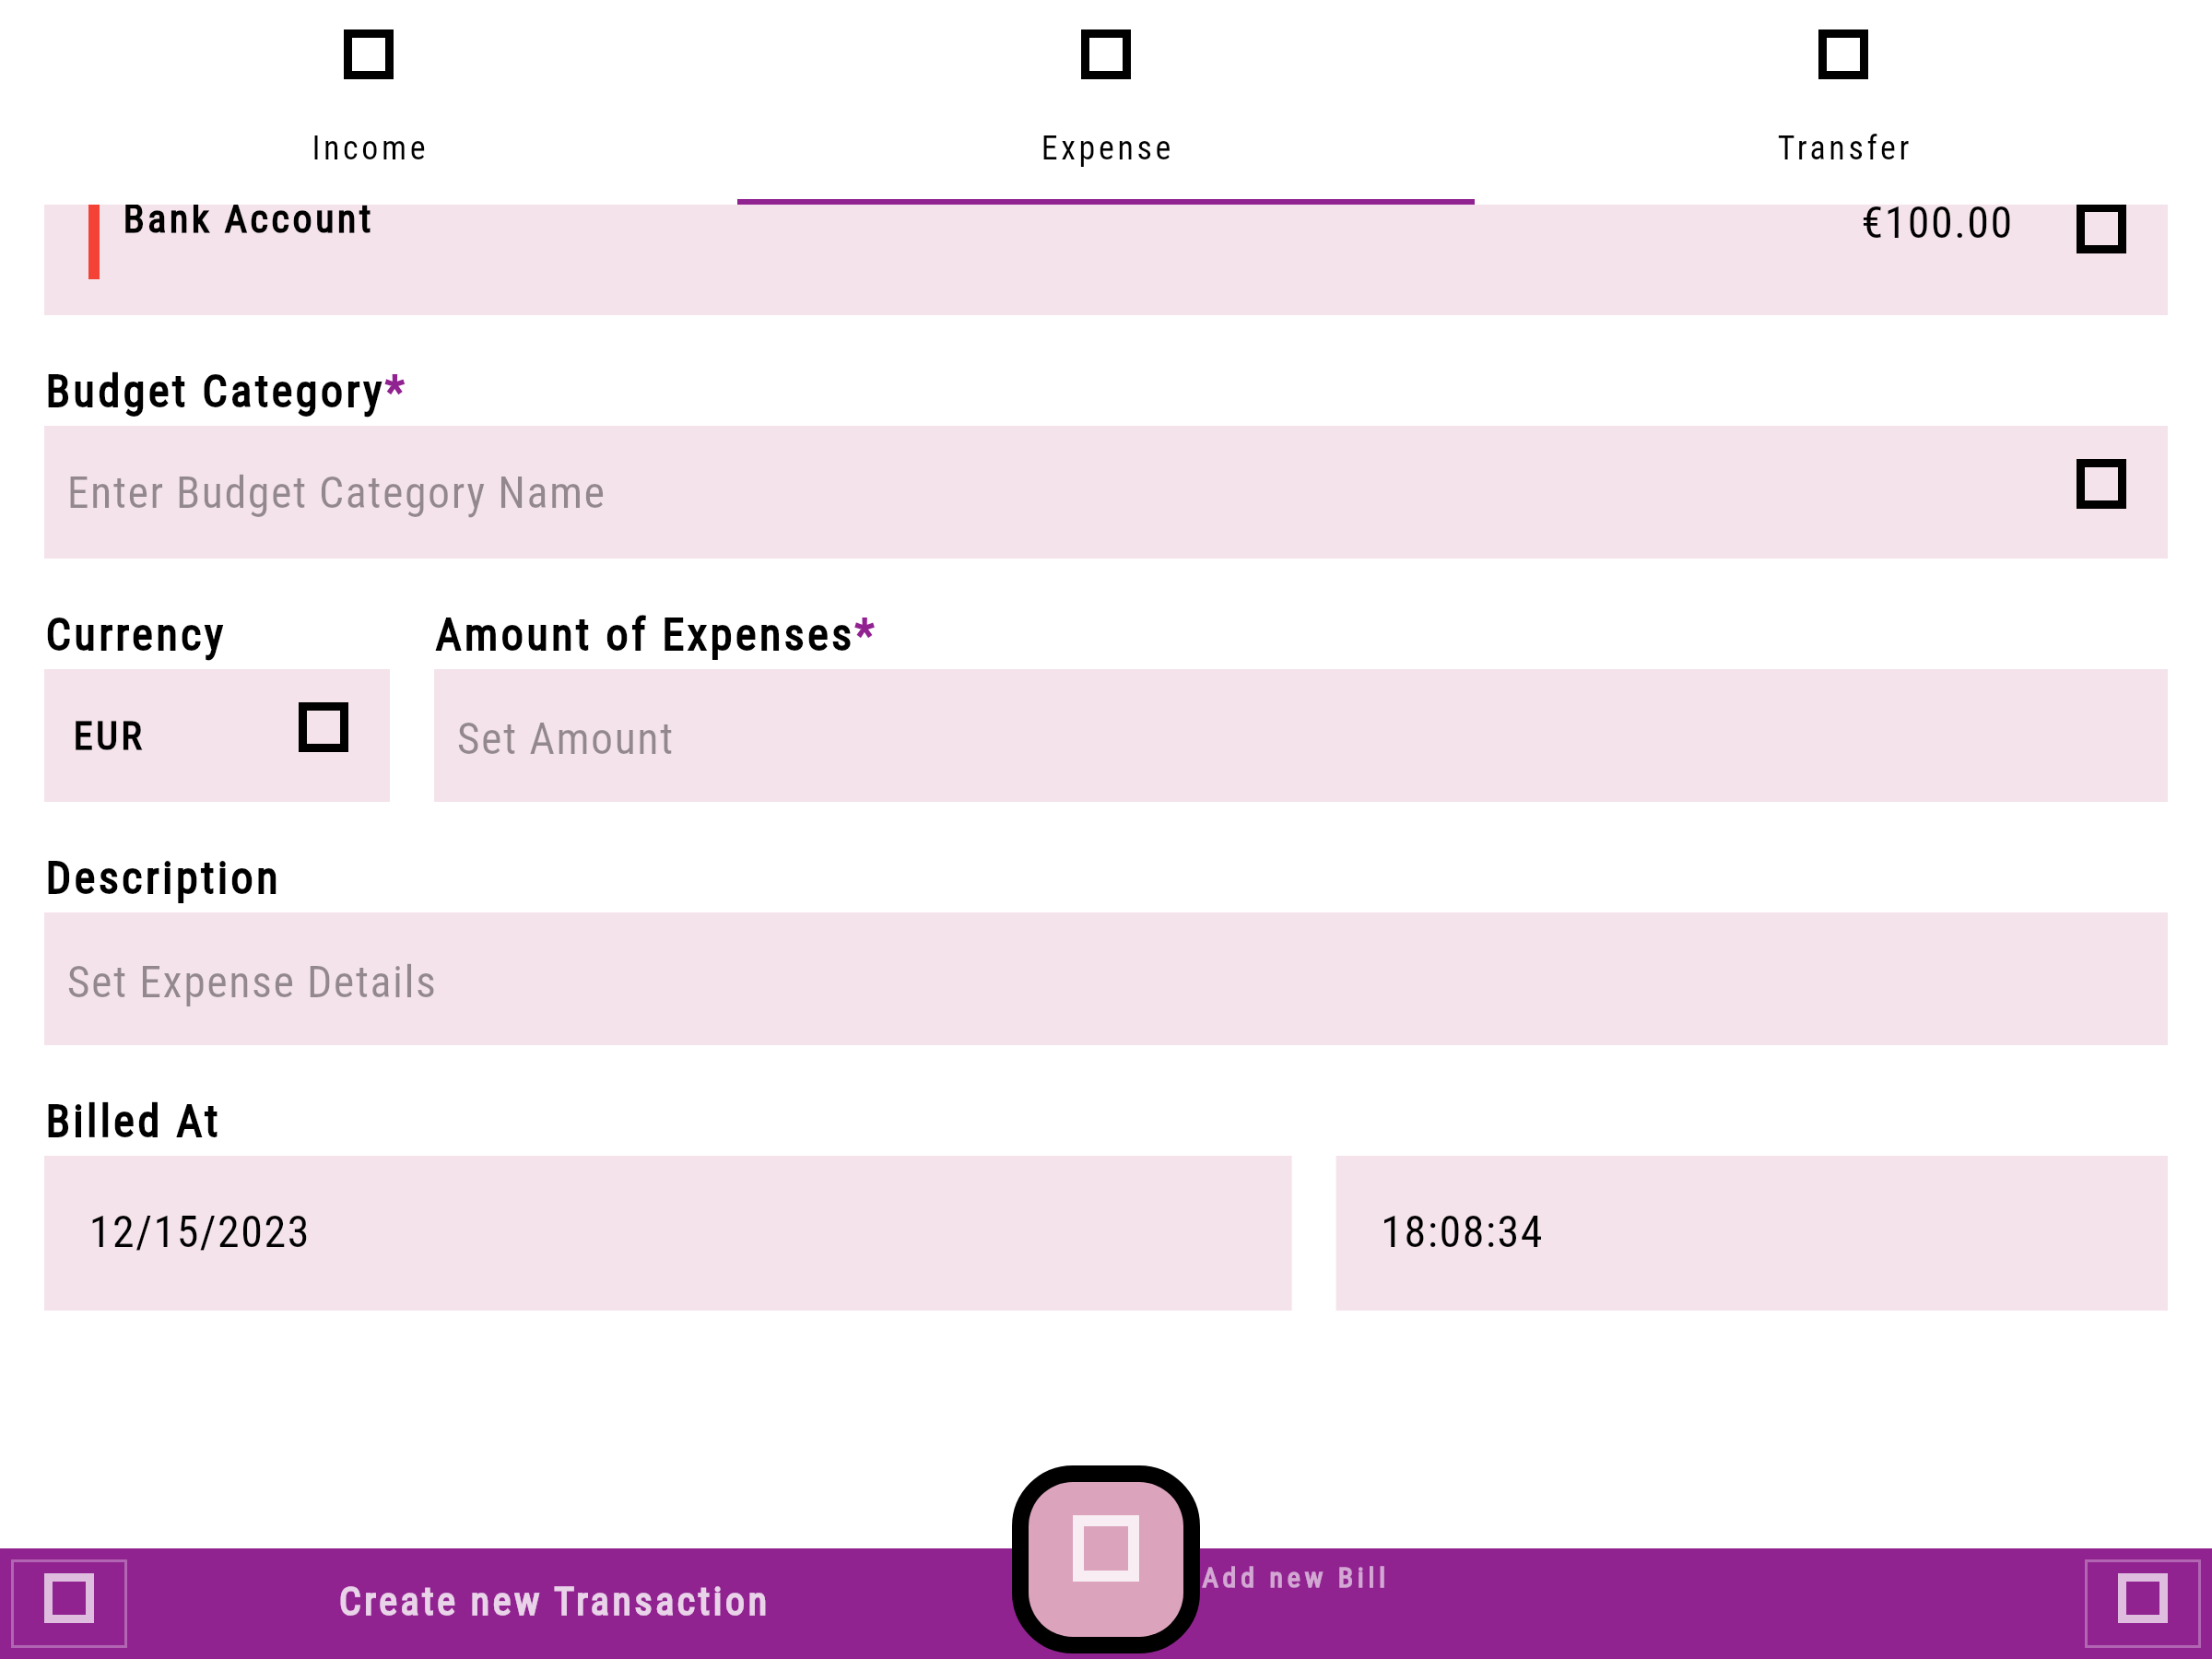 Income
Expense
Transfer
Bank Account
€100.00
Budget Category*
Enter Budget Category Name
Currency
Amount of Expenses*
EUR
Set Amount
Description
Set Expense Details
Billed At
12/15/2023
18:08:34
Create new Transaction
Add new Bill